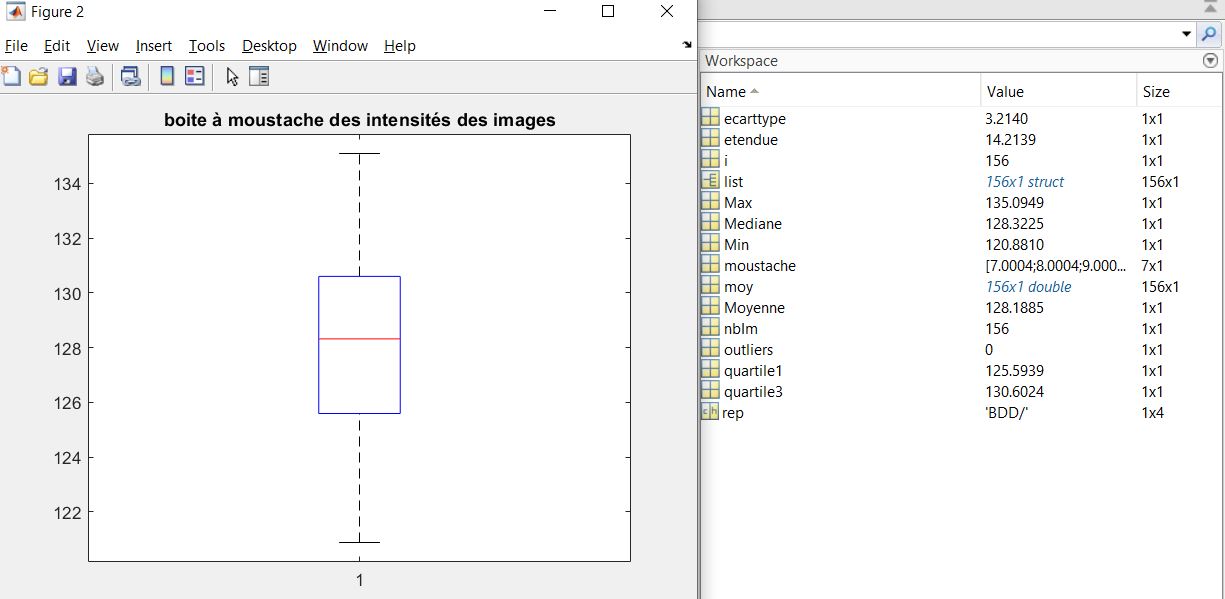 Figure 2
File Edit View Insert Tools Desktop Window Help
boite à moustache des intensités des images
134
132
130
128
126
124
122
1
Workspace
Name Value Size
ecarttype 3.2140 1x1
etendue 14.2139 1x1
i 156 1x1
list 156x1 struct 156x1
Max 135.0949 1x1
Mediane 128.3225 1x1
Min 120.8810 1x1
moustache [7.0004;8.0004;9.000... 7x1
moy 156x1 double 156x1
Moyenne 128.1885 1x1
nbIm 156 1x1
outliers 0 1x1
quartile1 125.5939 1x1
quartile3 130.6024 1x1
ch rep 'BDD/' 1x4